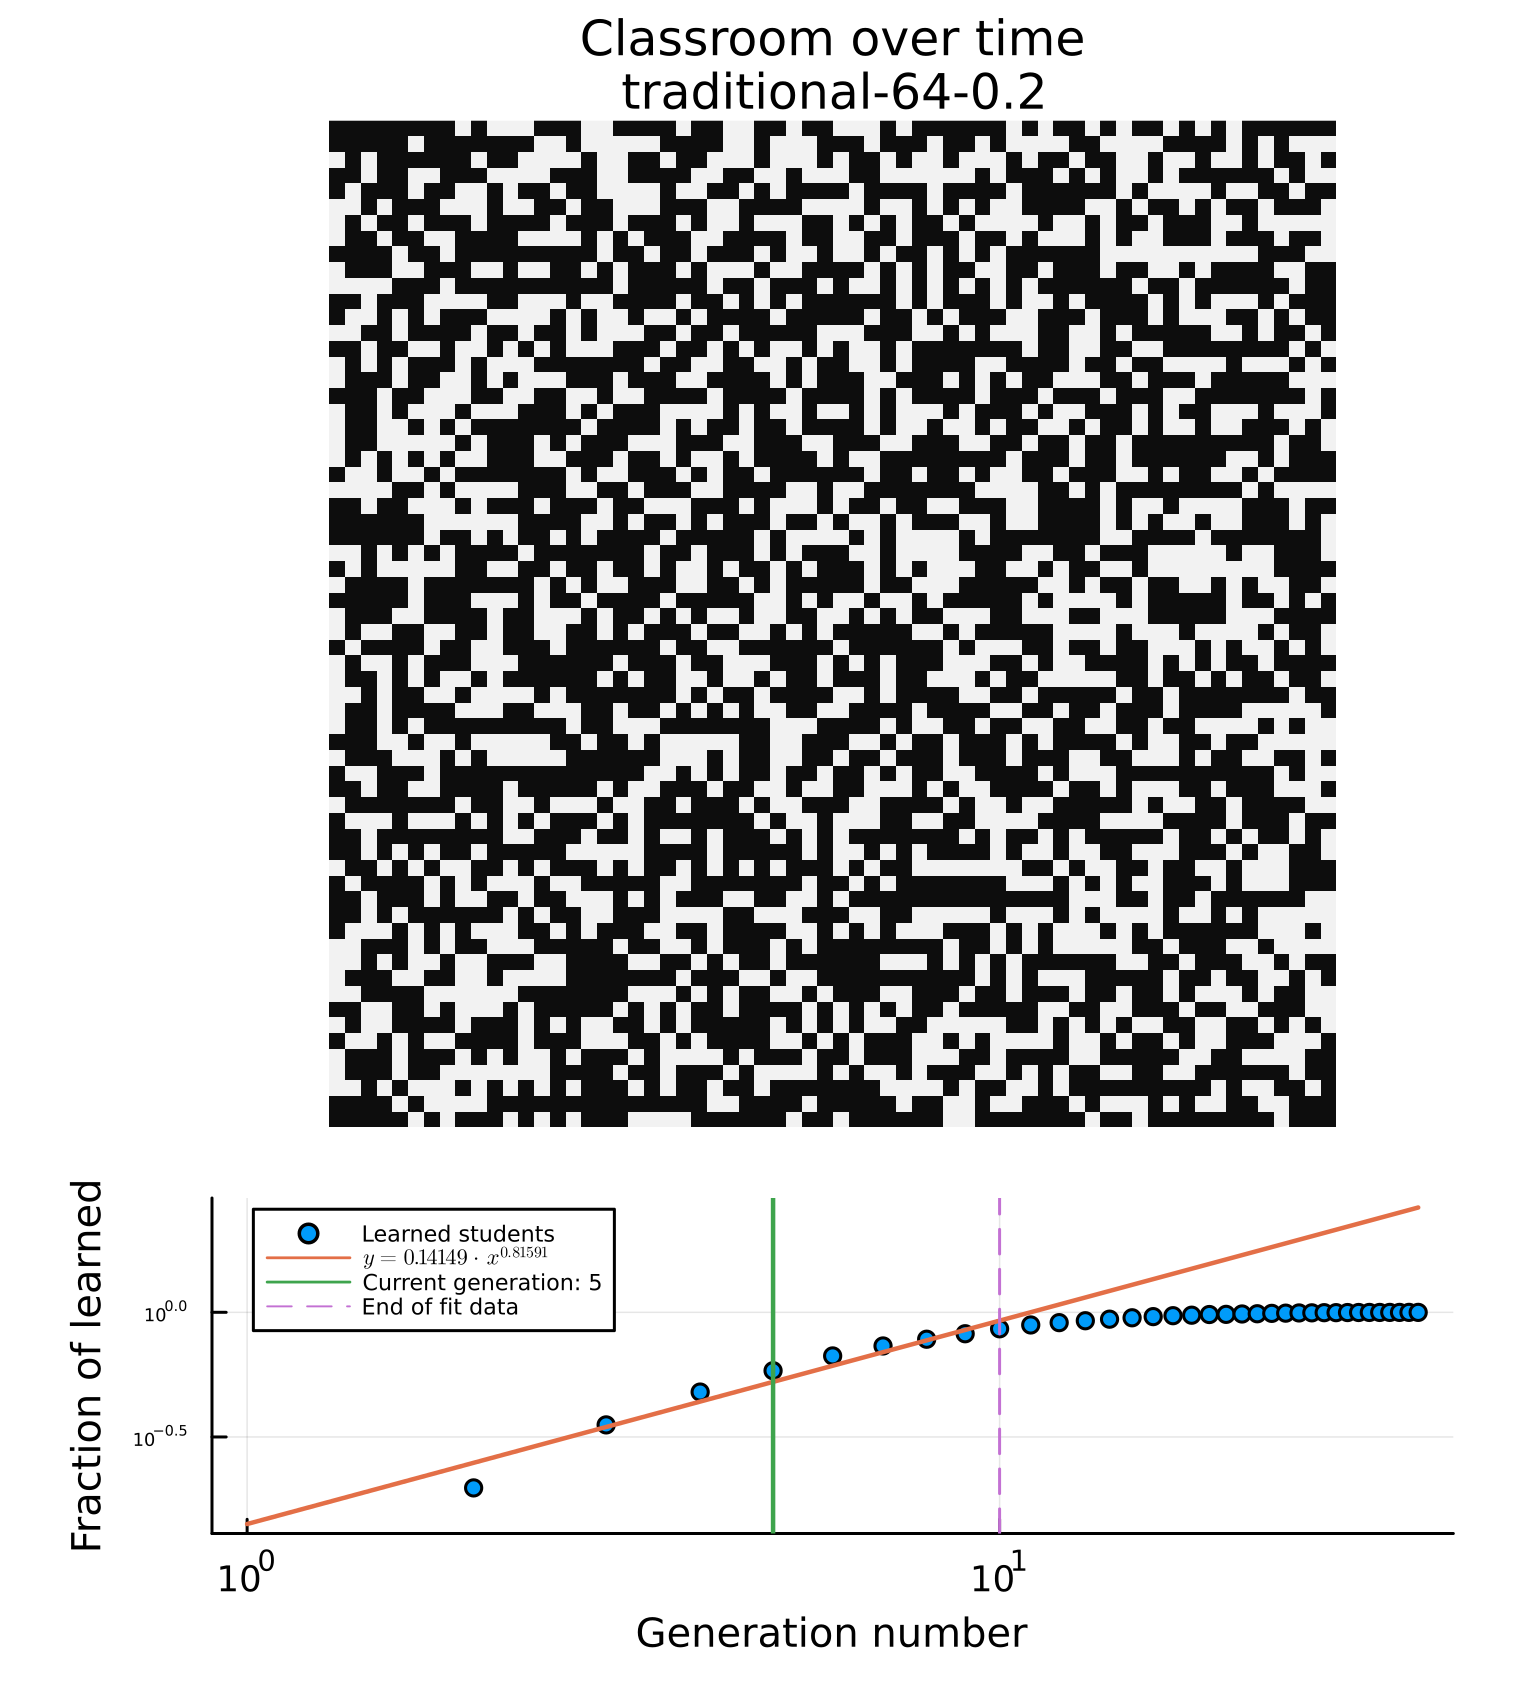 Classroom over time
traditional-64-0.2
Fraction of learned
Learned students
y = 0.14149 · x^0.81591
Current generation: 5
End of fit data
10^0.0
10^−0.5
10^0
10^1
Generation number